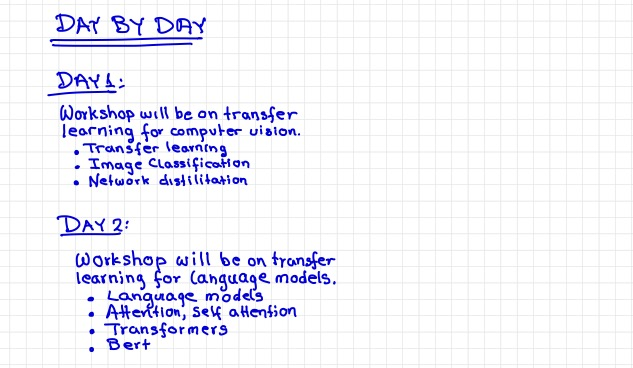 DAY BY DAY
DAY 1:
Workshop will be on transfer
learning for computer vision.
• Transfer learning
• Image Classification
• Network distilitation
DAY 2:
Workshop will be on transfer
learning for Language models.
• Language models
• Attention, self attention
• Transformers
• Bert